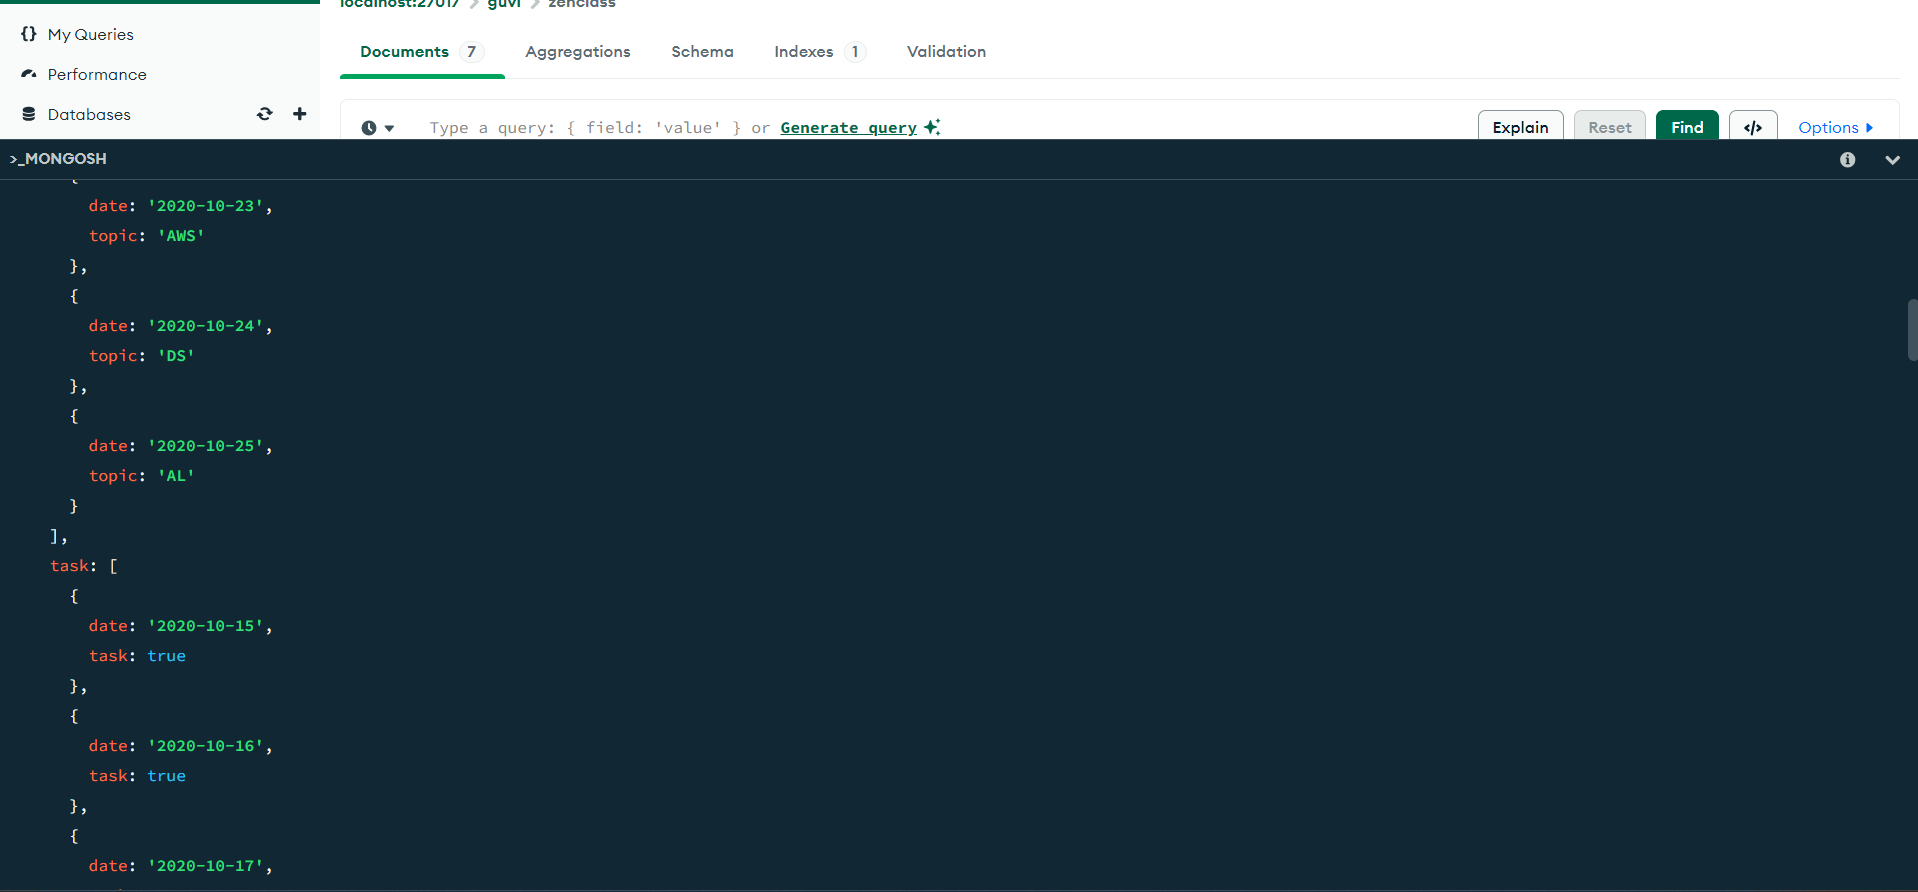 localhost:27017 > guvi > zenclass
{} My Queries
Documents 7 Aggregations Schema Indexes 1 Validation
Performance
Databases
Type a query: { field: 'value' } or Generate query
Explain Reset Find </> Options
>_MONGOSH
{
date: '2020-10-23',
topic: 'AWS'
},
{
date: '2020-10-24',
topic: 'DS'
},
{
date: '2020-10-25',
topic: 'AL'
}
],
task: [
{
date: '2020-10-15',
task: true
},
{
date: '2020-10-16',
task: true
},
{
date: '2020-10-17',